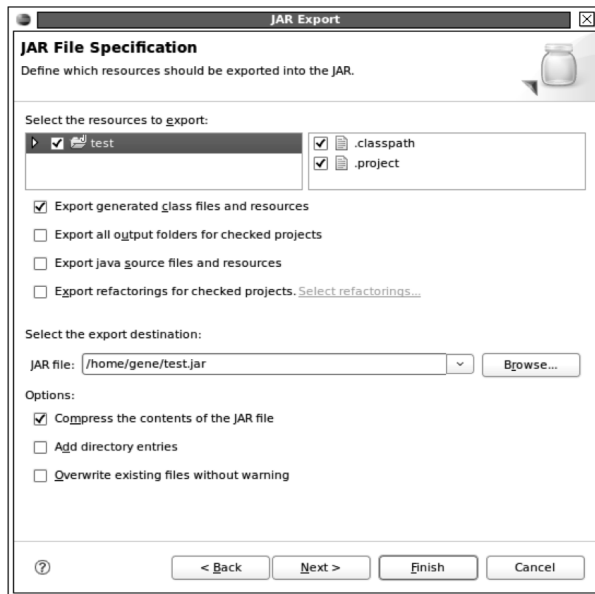 JAR Export
JAR File Specification
Define which resources should be exported into the JAR.
Select the resources to export:
test
.classpath
.project
Export generated class files and resources
Export all output folders for checked projects
Export java source files and resources
Export refactorings for checked projects. Select refactorings...
Select the export destination:
JAR file: /home/gene/test.jar Browse...
Options:
Compress the contents of the JAR file
Add directory entries
Overwrite existing files without warning
? < Back Next > Finish Cancel